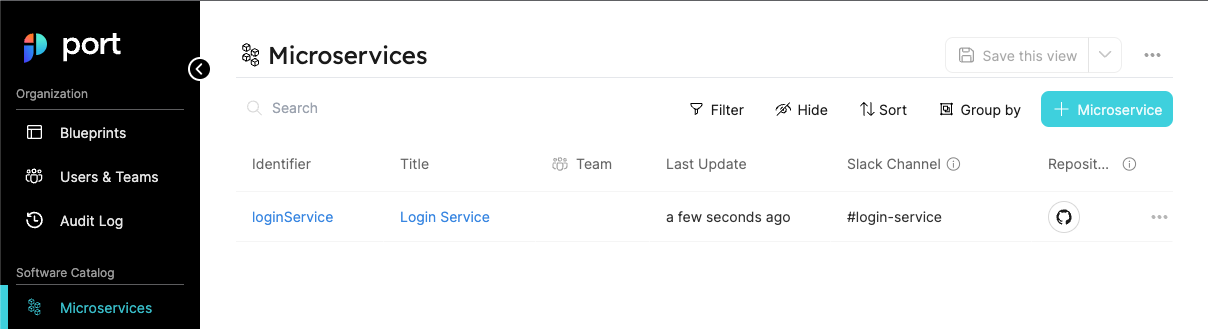 port
Organization
Blueprints
Users & Teams
Audit Log
Software Catalog
Microservices
Microservices
Save this view
Search
Filter Hide Sort Group by + Microservice
Identifier Title Team Last Update Slack Channel Reposit...
loginService Login Service a few seconds ago #login-service